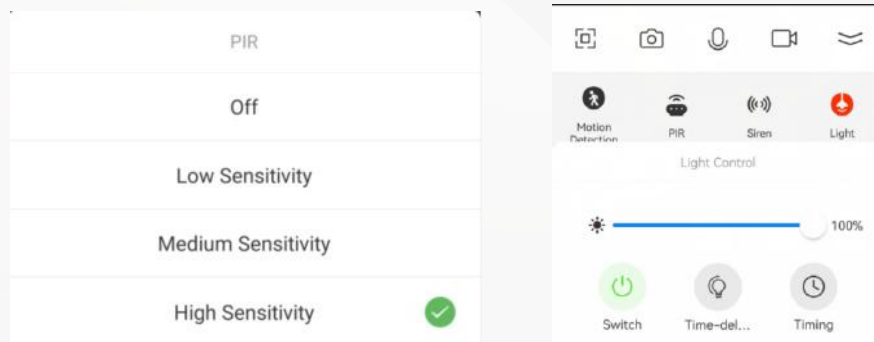 PIR
Off
Low Sensitivity
Medium Sensitivity
High Sensitivity
Motion
Detection
PIR
Siren
Light
Light Control
100%
Switch
Time-del...
Timing